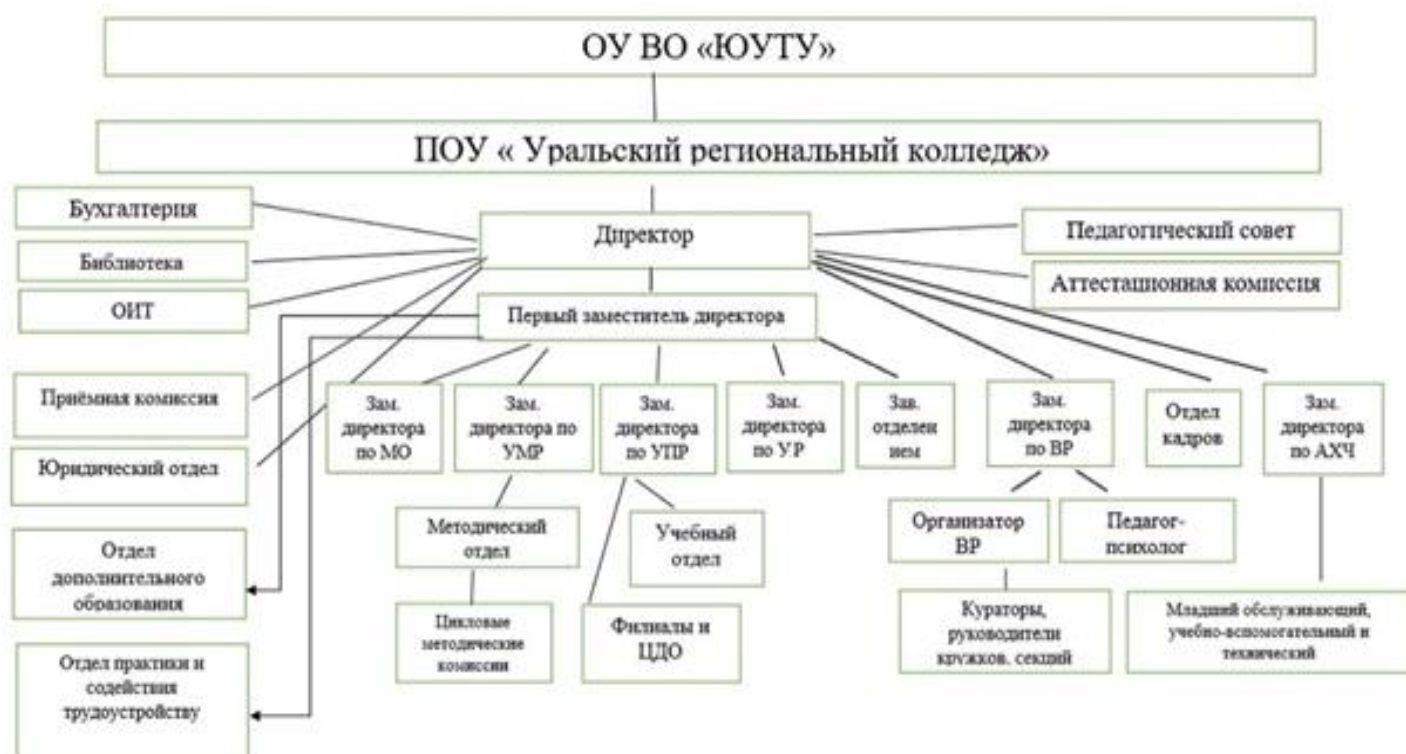 ОУ ВО «ЮУТУ»
ПОУ « Уральский региональный колледж»
Бухгалтерия
Директор
Педагогический совет
Библиотека
Аттестационная комиссия
ОИТ
Первый заместитель директора
Приёмная комиссия
Зам.
директора
по МО
Зам.
директора по
УМР
Зам.
директора
по УПР
Зам.
директора
по УР
Зав.
отделен
ием
Зам.
директора
по ВР
Отдел
кадров
Зам.
директора
по АХЧ
Юридический отдел
Методический
отдел
Учебный
отдел
Организатор
ВР
Педагог-
психолог
Отдел
дополнительного
образования
Цикловые
методические
комиссии
Филиалы и
ЦДО
Кураторы,
руководители
кружков, секций
Младший обслуживающий,
учебно-вспомогательный и
технический
Отдел практики и
содействия
трудоустройству